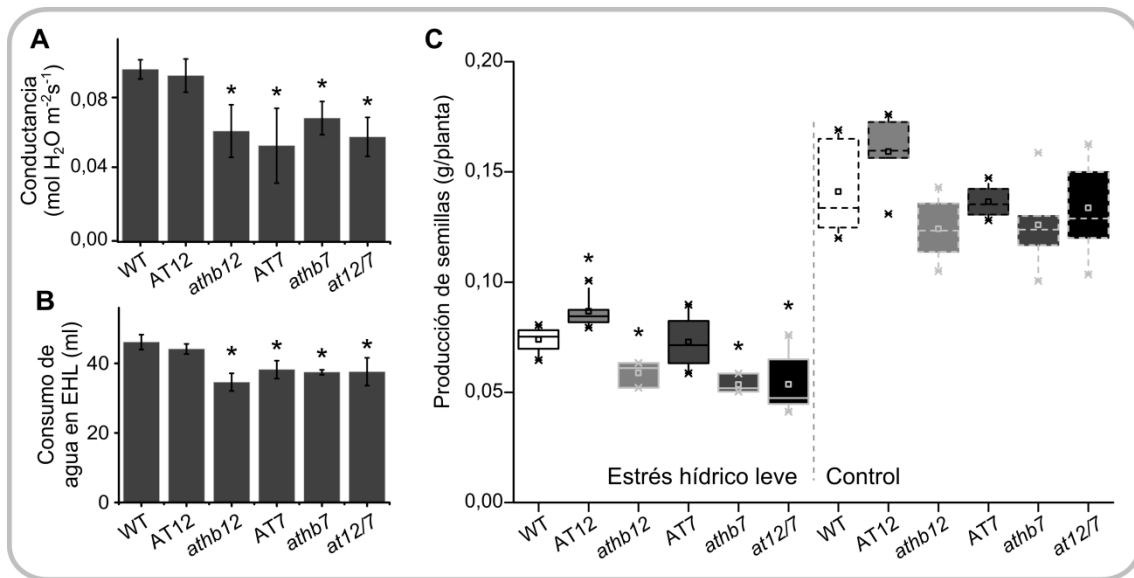 A
Conductancia
(mol H₂O m⁻²s⁻¹)
0,08
0,04
0,00
*
*
*
*
WT
AT12
athb12
AT7
athb7
at12/7
B
Consumo de
agua en EHL (ml)
40
20
0
*
*
*
*
WT
AT12
athb12
AT7
athb7
at12/7
C
Producción de semillas (g/planta)
0,20
0,15
0,10
0,05
0,00
*
*
*
*
Estrés hídrico leve
Control
WT
AT12
athb12
AT7
athb7
at12/7
WT
AT12
athb12
AT7
athb7
at12/7